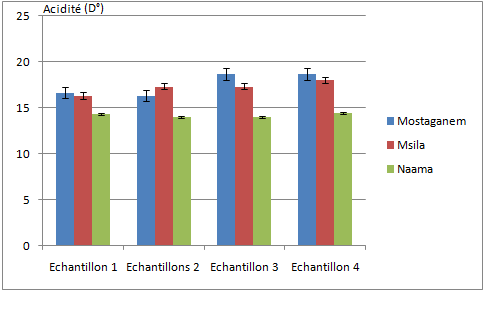 Acidité (D°)
25
20
15
10
5
0
Echantillon 1 Echantillons 2 Echantillon 3 Echantillon 4
Mostaganem
Msila
Naama